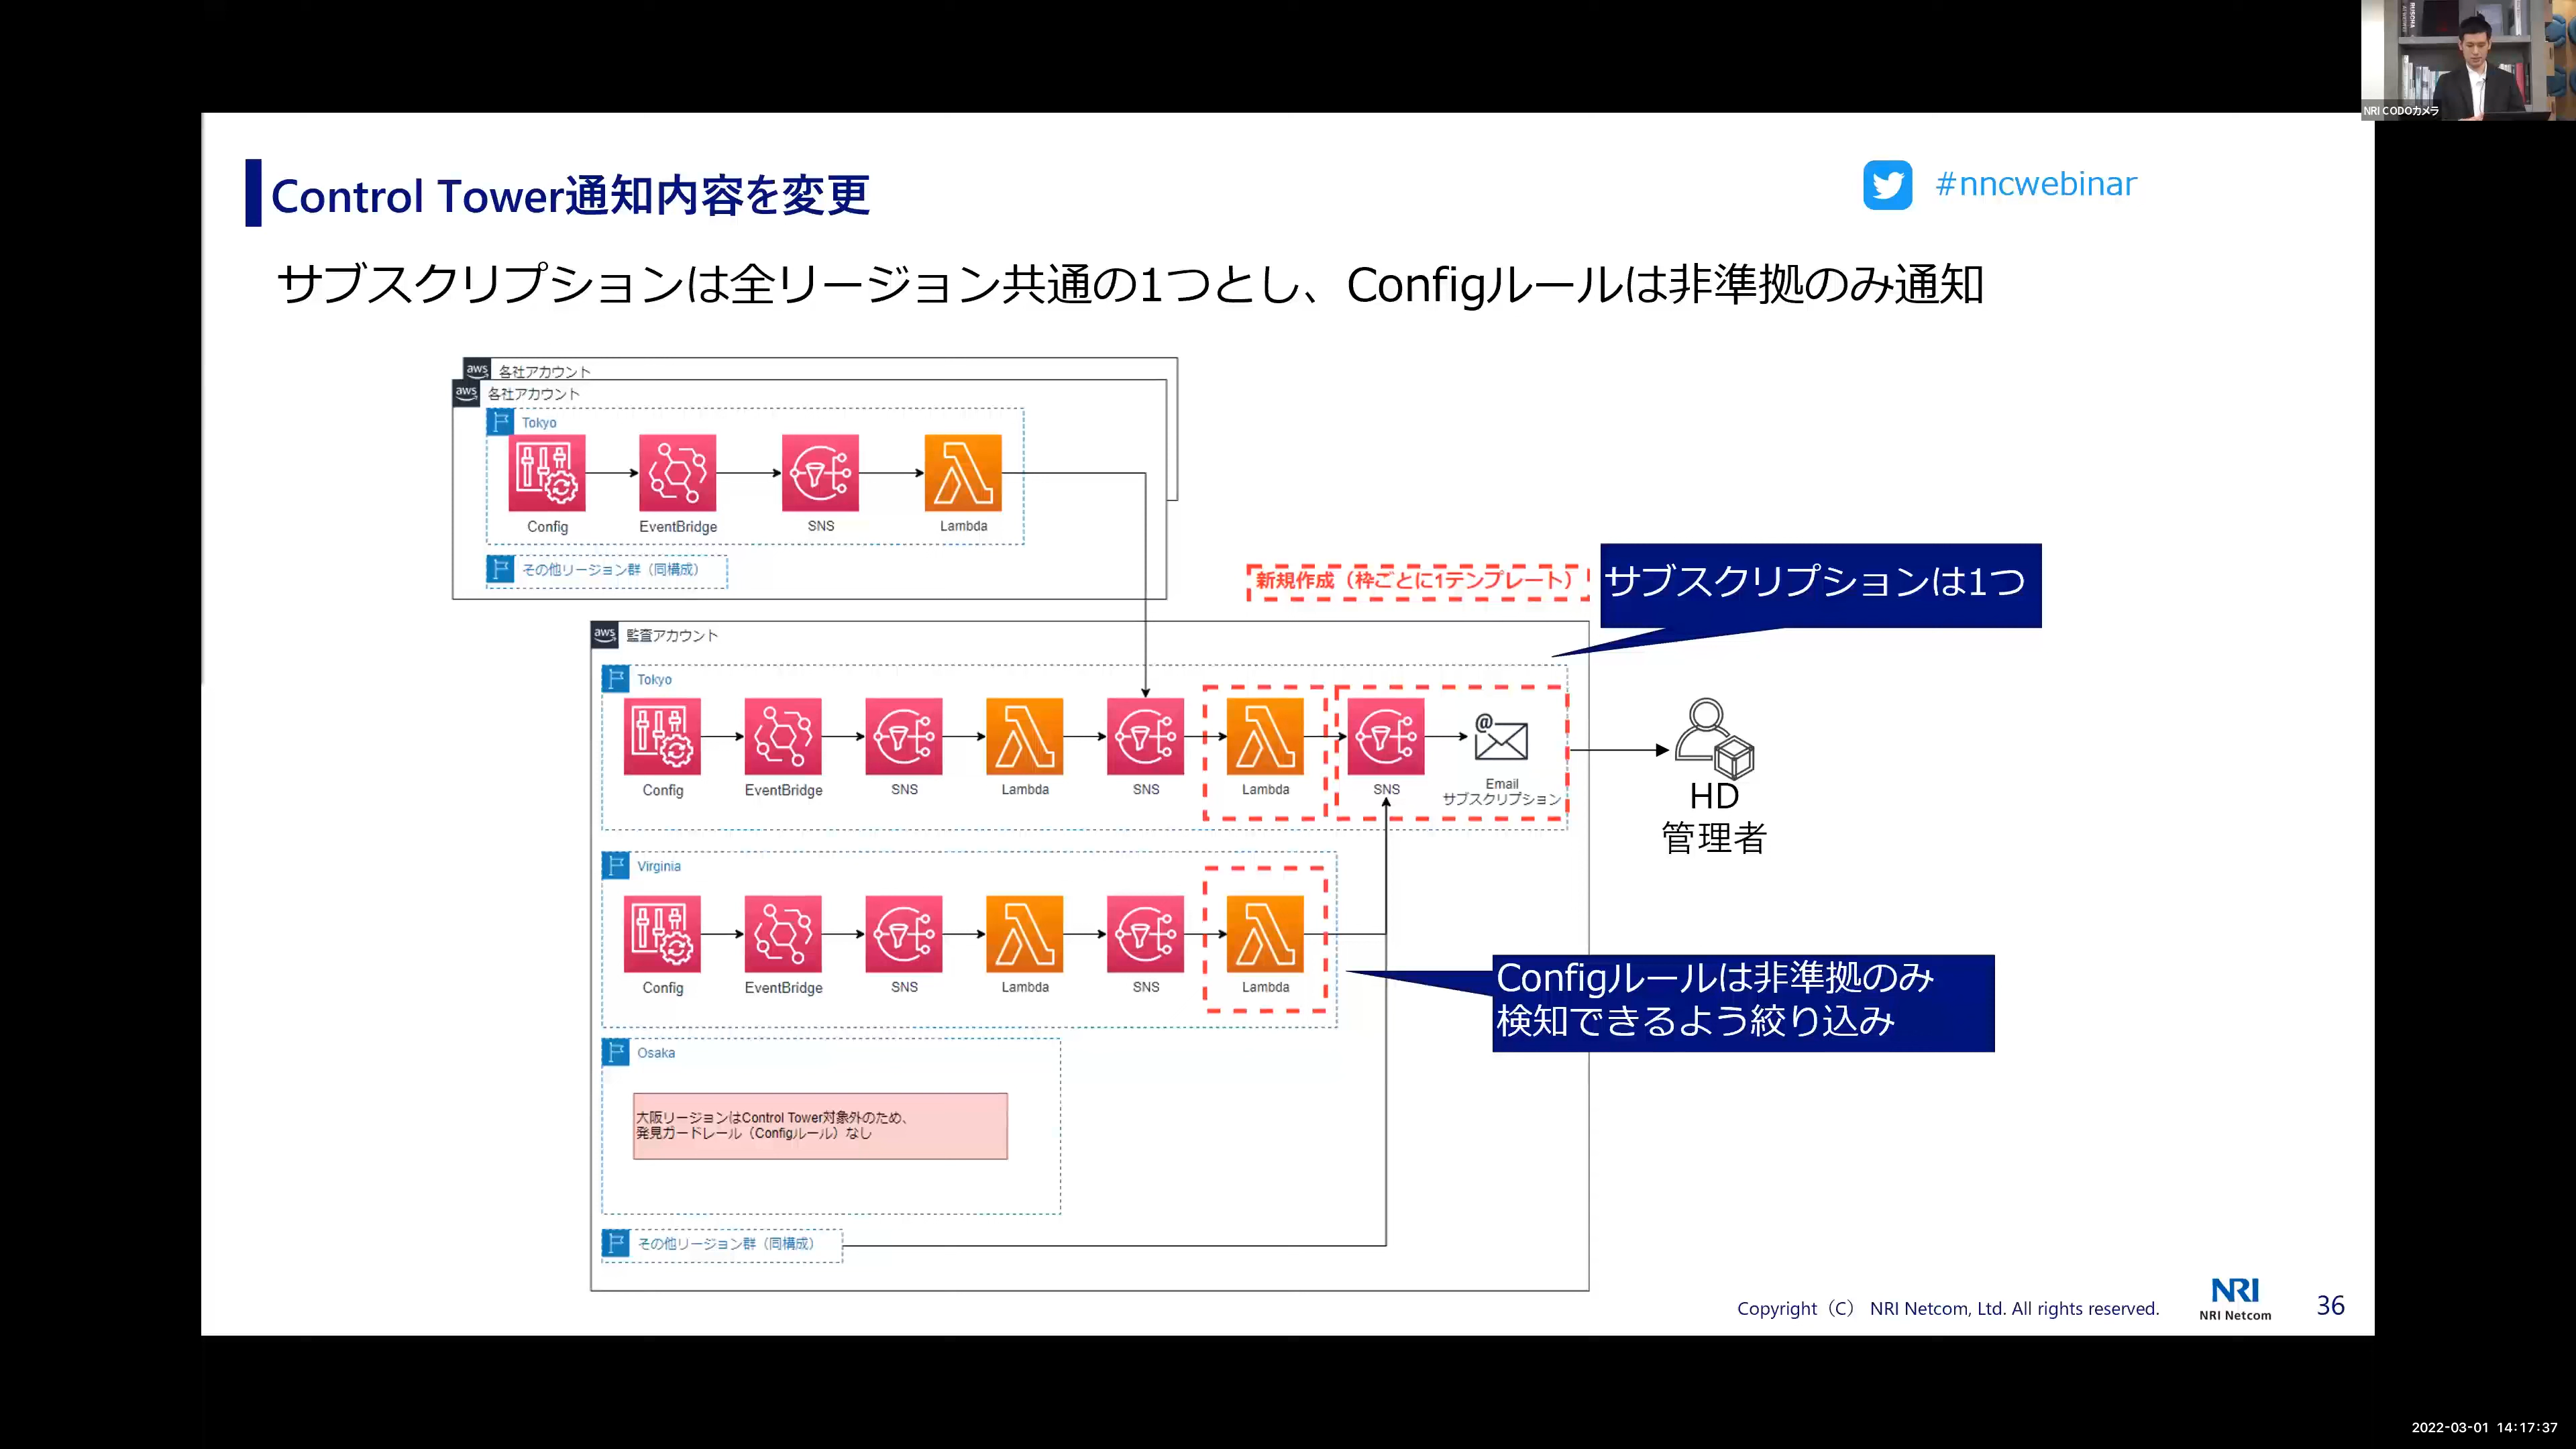 NRI CODOカメラ
Control Tower通知内容を変更
#nncwebinar
サブスクリプションは全リージョン共通の1つとし、Configルールは非準拠のみ通知
aws 各社アカウント
aws 各社アカウント
Tokyo
Config
EventBridge
SNS
Lambda
その他リージョン群（同構成）
新規作成（枠ごとに1テンプレート）
サブスクリプションは1つ
aws 監査アカウント
Tokyo
Config
EventBridge
SNS
Lambda
SNS
Lambda
SNS
Email
サブスクリプション
HD
管理者
Virginia
Config
EventBridge
SNS
Lambda
SNS
Lambda
Configルールは非準拠のみ
検知できるよう絞り込み
Osaka
大阪リージョンはControl Tower対象外のため、
発見ガードレール（Configルール）なし
その他リージョン群（同構成）
Copyright（C） NRI Netcom, Ltd. All rights reserved.
NRI
NRI Netcom
36
2022-03-01 14:17:37